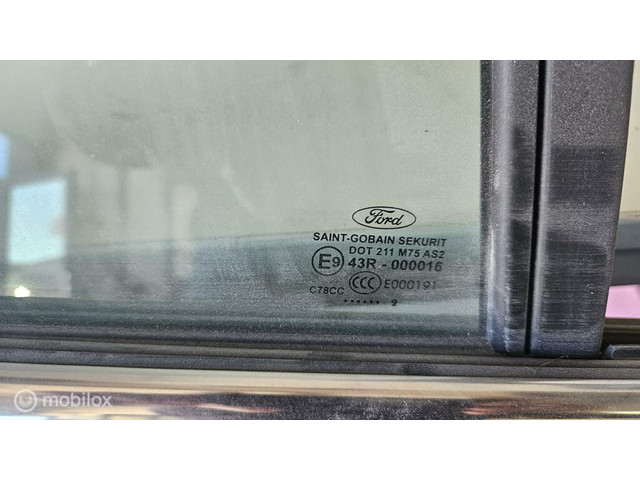 Ford
SAINT-GOBAIN SEKURIT
DOT 211 M75 AS2
E9 43R - 000016
C78CC CCC E000191
...... 9
mobilox